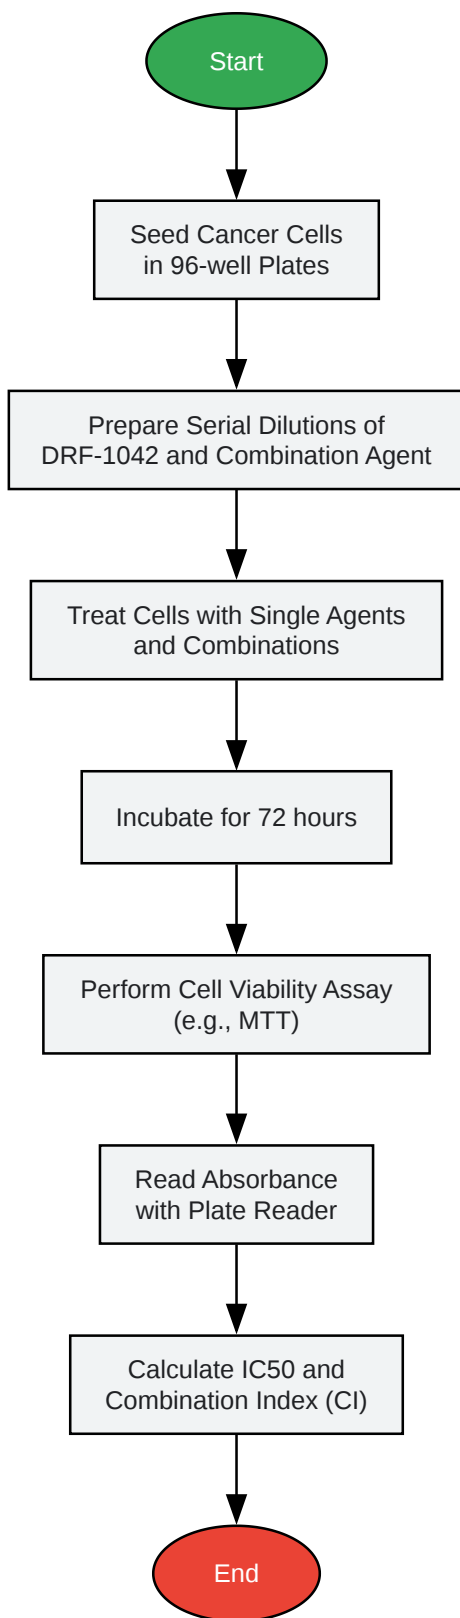 Start
Seed Cancer Cells
in 96-well Plates
Prepare Serial Dilutions of
DRF-1042 and Combination Agent
Treat Cells with Single Agents
and Combinations
Incubate for 72 hours
Perform Cell Viability Assay
(e.g., MTT)
Read Absorbance
with Plate Reader
Calculate IC50 and
Combination Index (CI)
End